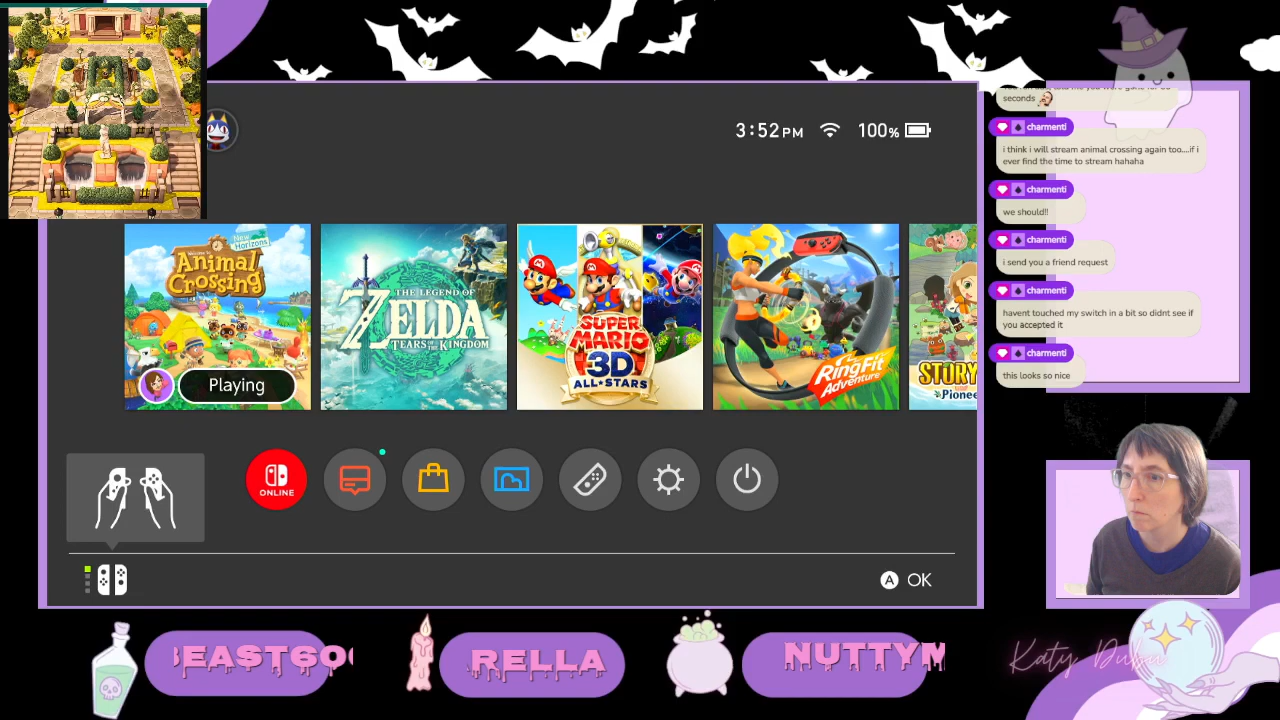 3:52 PM
100%
New Horizons
Animal Crossing
Playing
THE LEGEND OF
ZELDA
TEARS OF THE KINGDOM
SUPER
MARIO
3D
ALL★STARS
RingFit
Adventure
STORY
ONLINE
A OK
seconds
charmenti
i think i will stream animal crossing again too....if i
ever find the time to stream hahaha
charmenti
we should!!
charmenti
i send you a friend request
charmenti
havent touched my switch in a bit so didnt see if
you accepted it
charmenti
this looks so nice
RELLA
NUTTYM
Katy